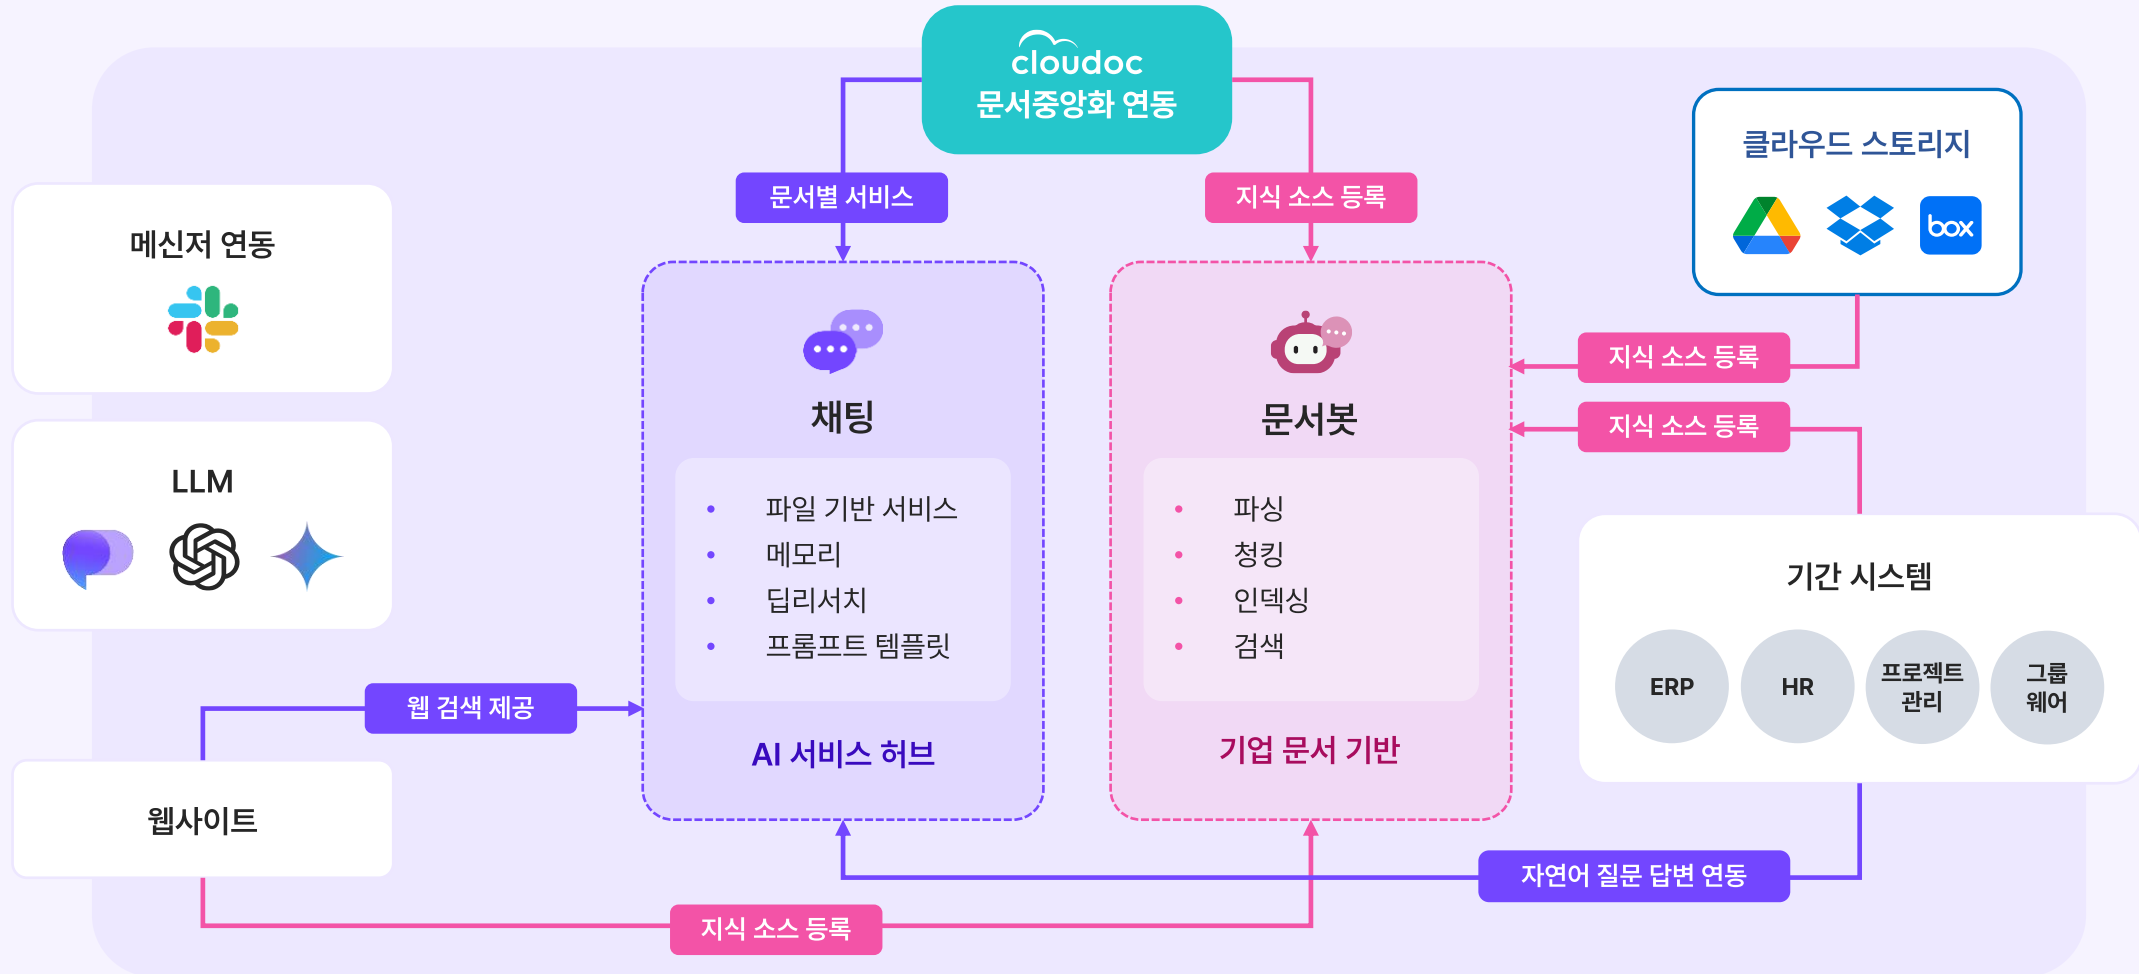 cloudoc
문서중앙화 연동
문서별 서비스
지식 소스 등록
클라우드 스토리지
box
메신저 연동
LLM
채팅
• 파일 기반 서비스
• 메모리
• 딥리서치
• 프롬프트 템플릿
AI 서비스 허브
문서봇
• 파싱
• 청킹
• 인덱싱
• 검색
기업 문서 기반
지식 소스 등록
지식 소스 등록
기간 시스템
ERP
HR
프로젝트
관리
그룹
웨어
웹 검색 제공
웹사이트
자연어 질문 답변 연동
지식 소스 등록